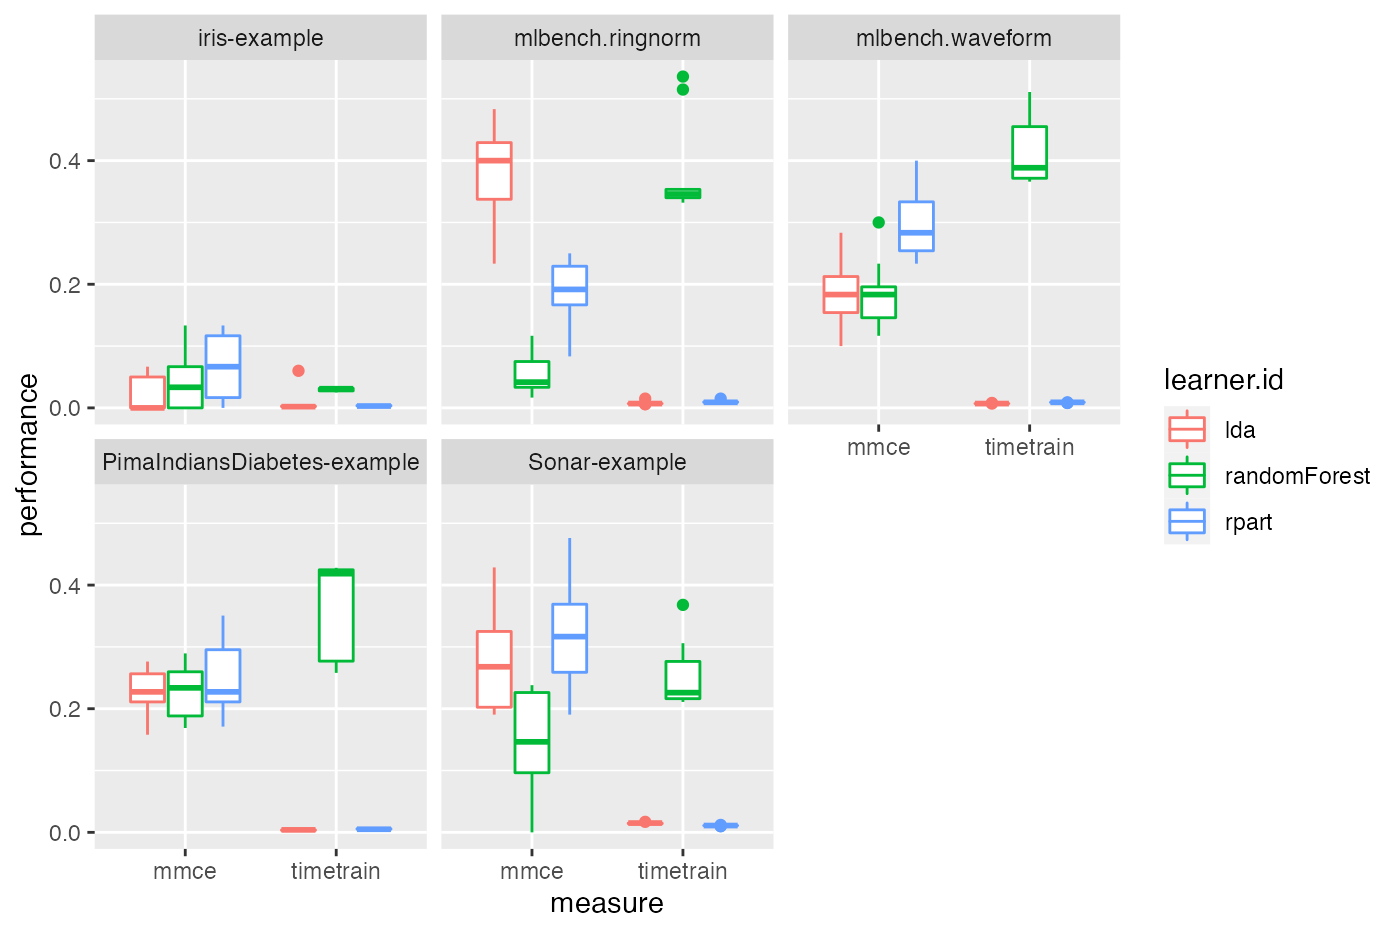 iris-example
mlbench.ringnorm
mlbench.waveform
0.4
0.2
0.0
mmce
timetrain
PimaIndiansDiabetes-example
Sonar-example
0.4
0.2
0.0
mmce
timetrain
mmce
timetrain
measure
performance
learner.id
lda
randomForest
rpart